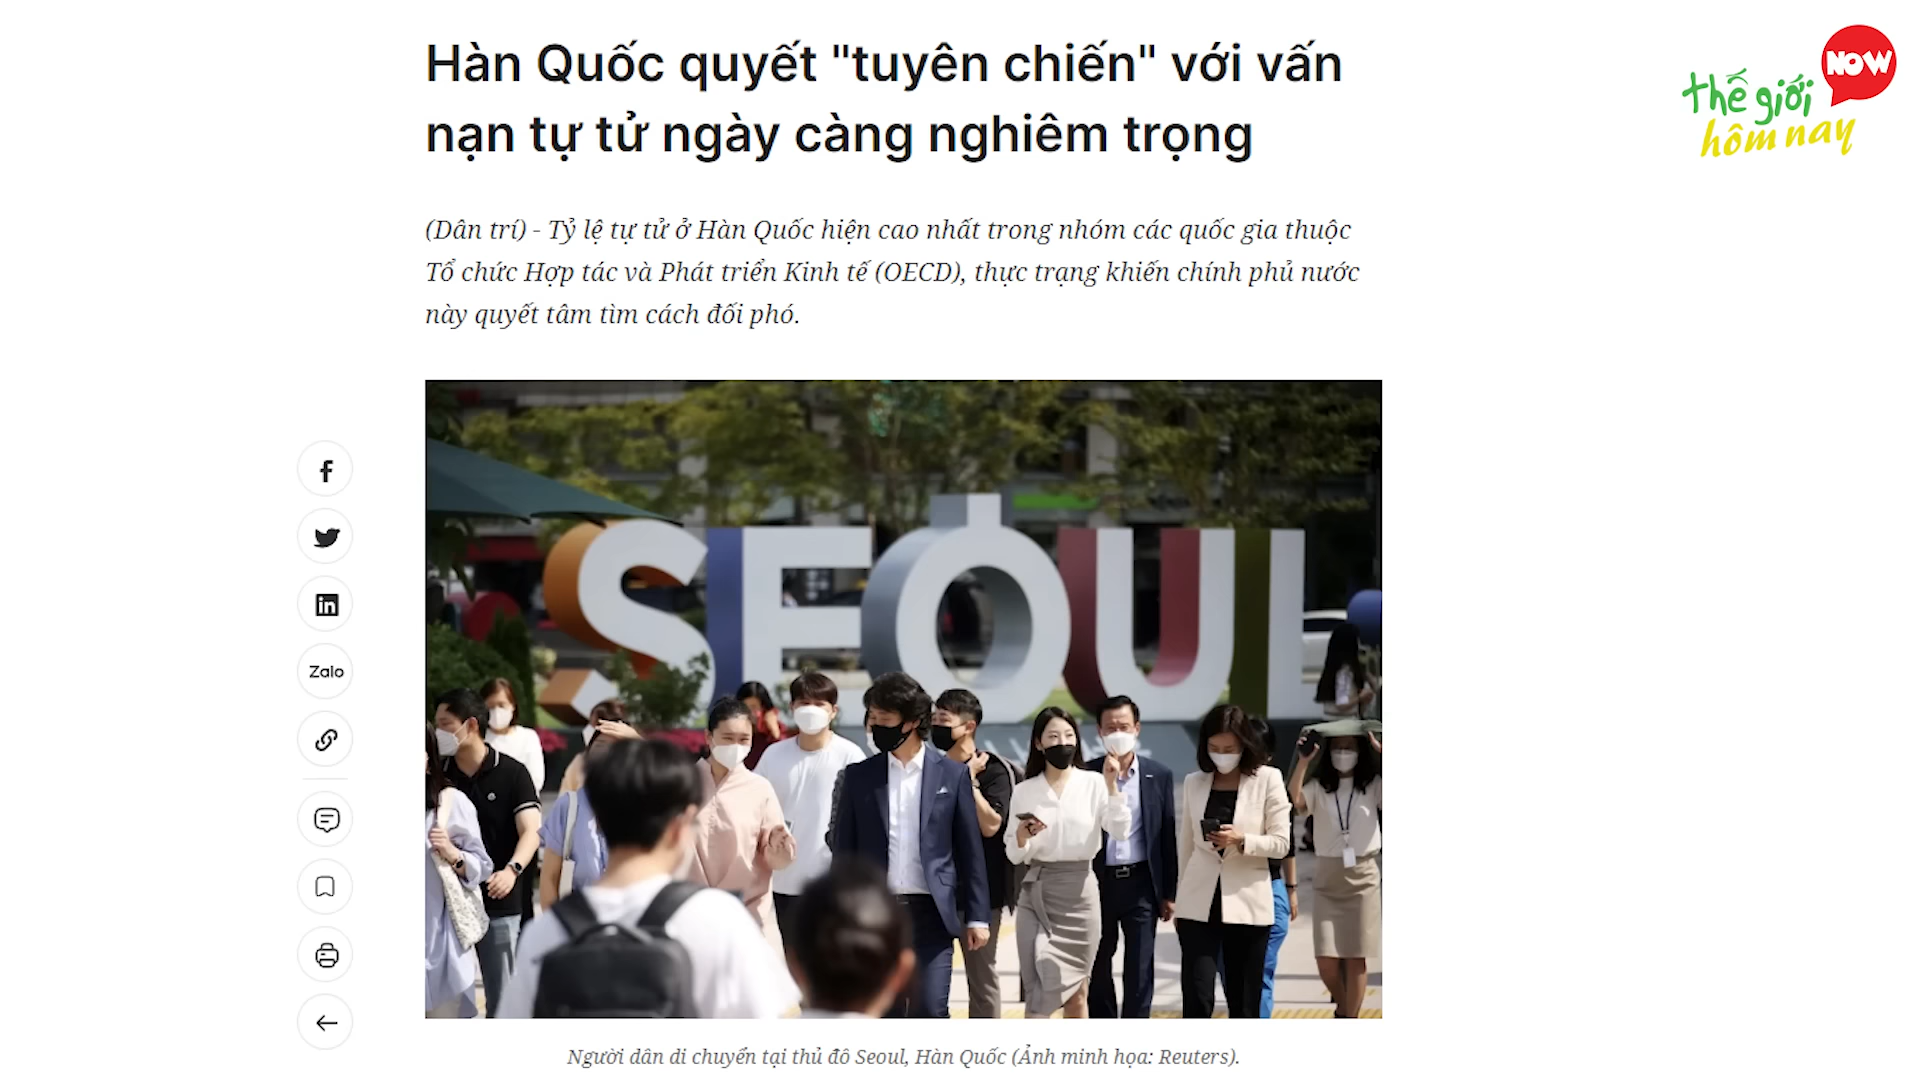 Hàn Quốc quyết "tuyên chiến" với vấn
nạn tự tử ngày càng nghiêm trọng
NOW
thế giới
hôm nay
(Dân trí) - Tỷ lệ tự tử ở Hàn Quốc hiện cao nhất trong nhóm các quốc gia thuộc
Tổ chức Hợp tác và Phát triển Kinh tế (OECD), thực trạng khiến chính phủ nước
này quyết tâm tìm cách đối phó.
SEOUL
Zalo
Người dân di chuyển tại thủ đô Seoul, Hàn Quốc (Ảnh minh họa: Reuters).